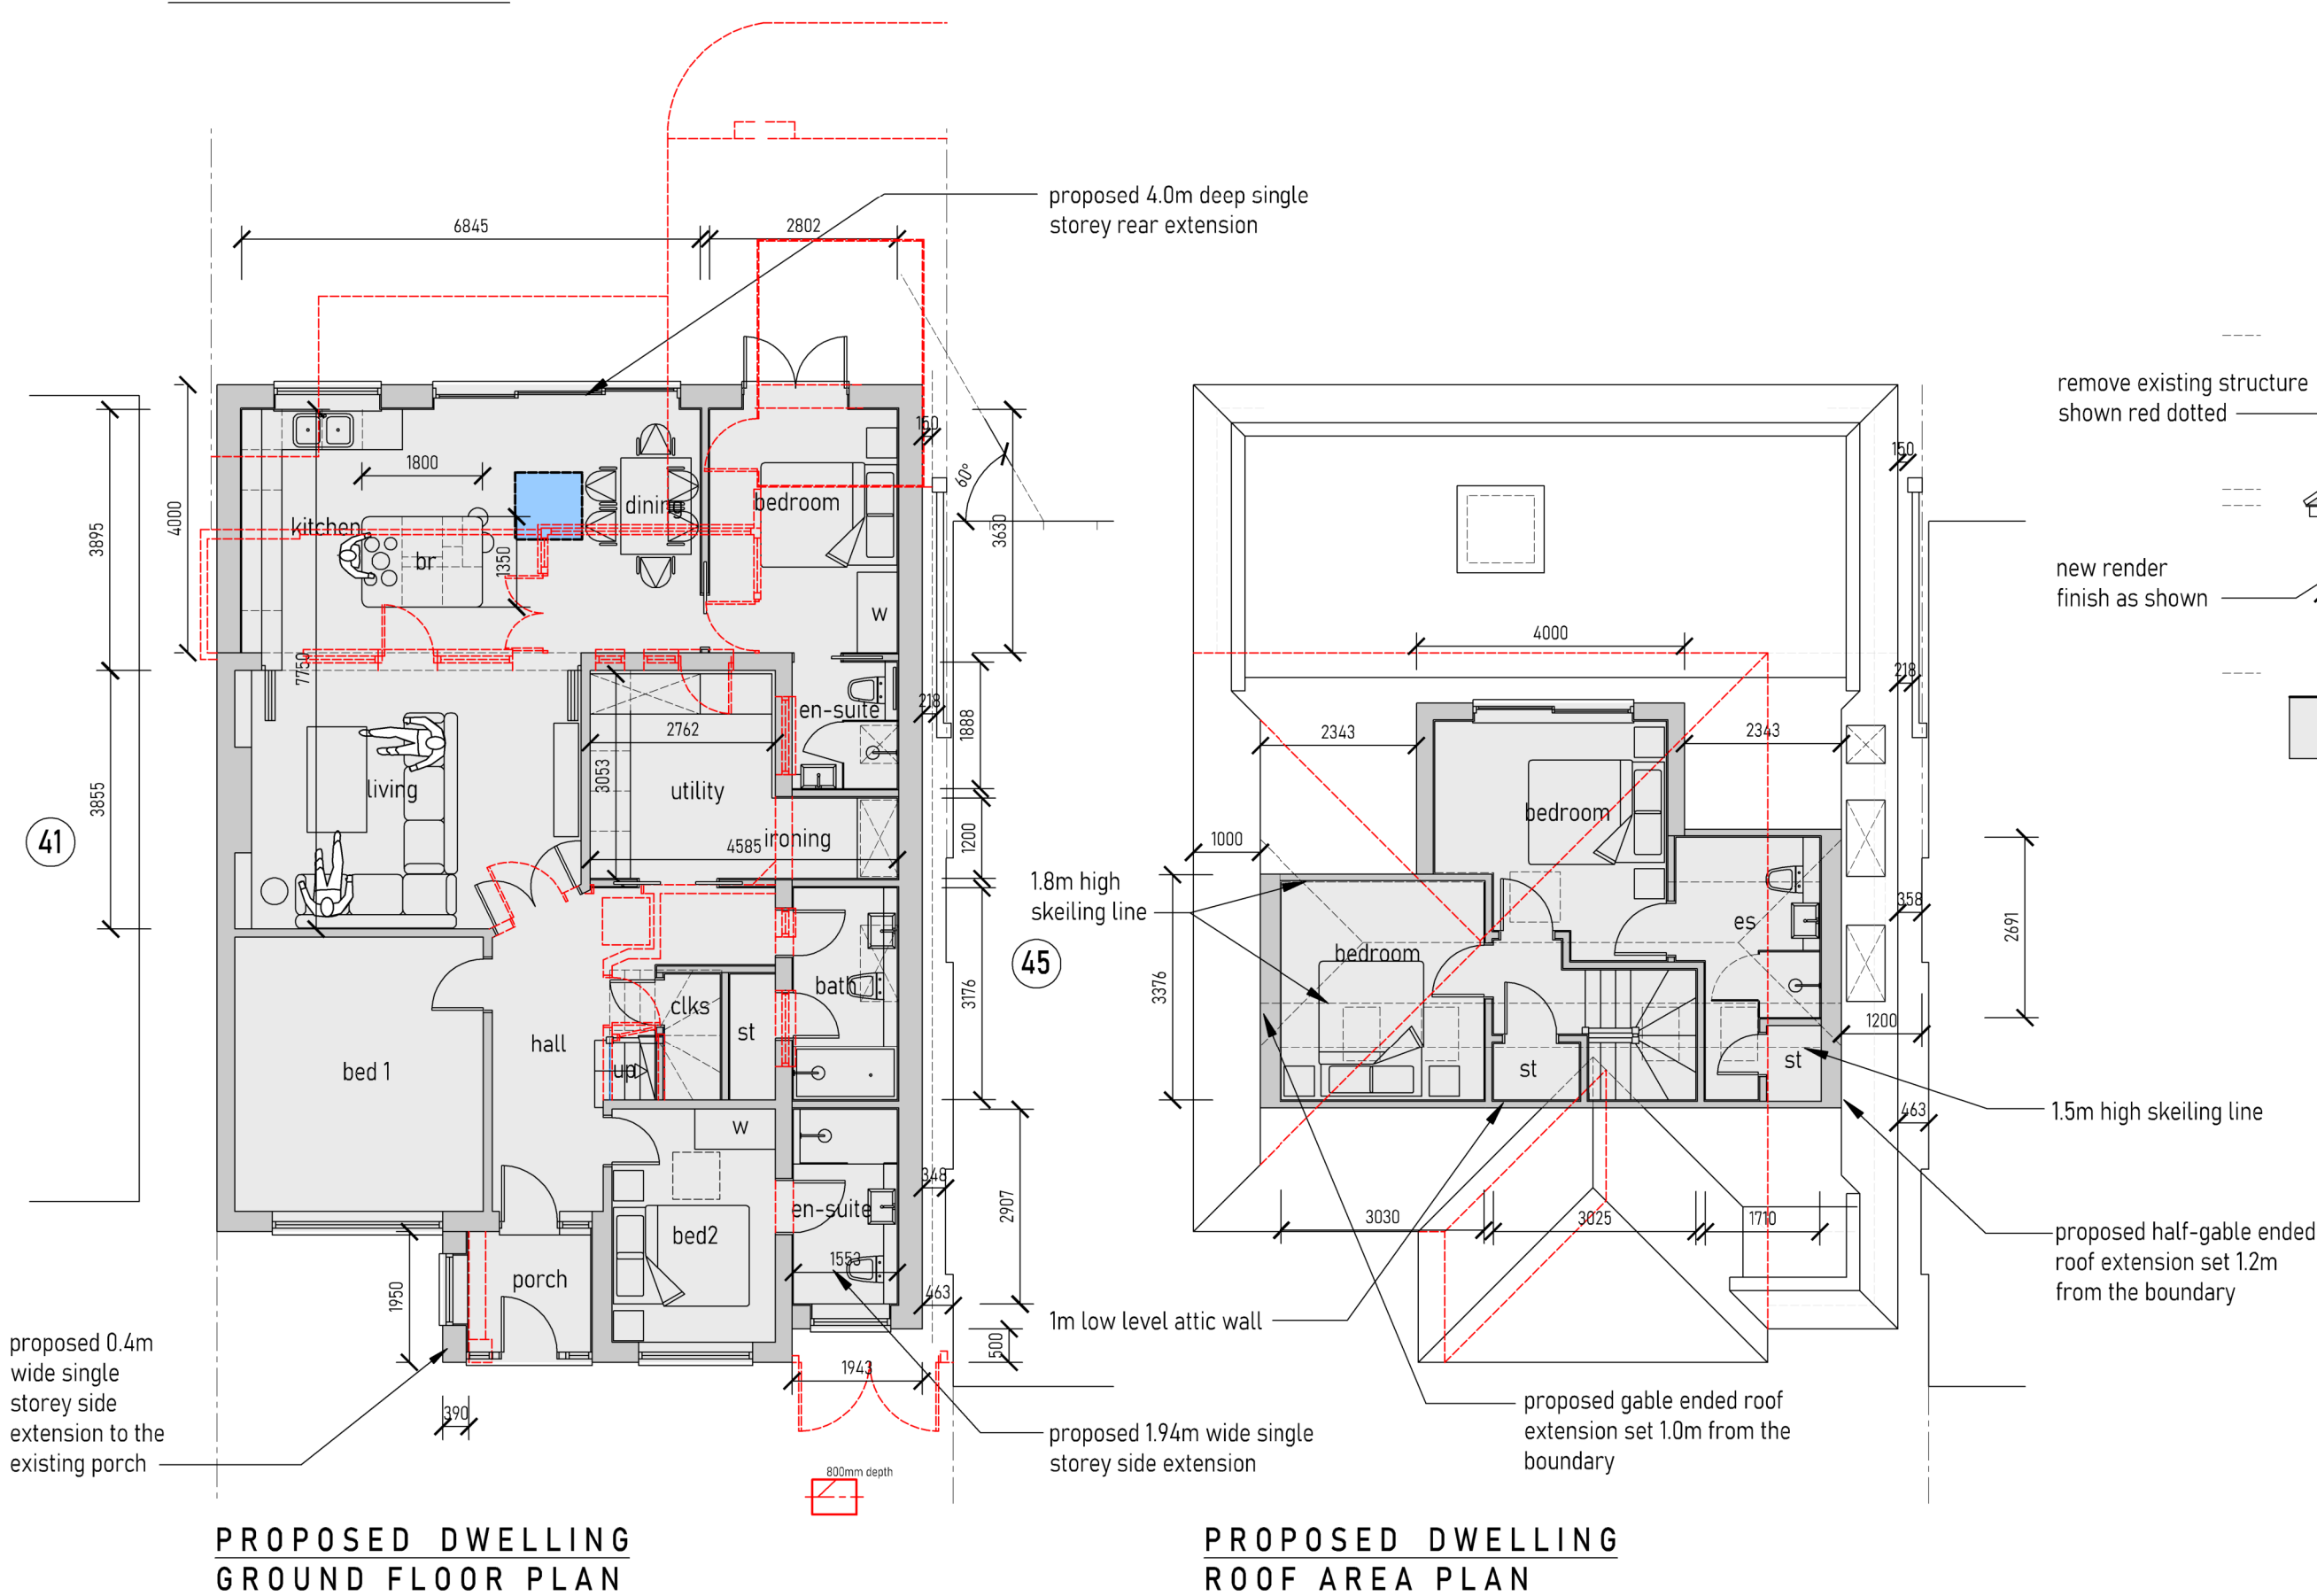 proposed 4.0m deep single
storey rear extension
6845
2802
remove existing structure
shown red dotted
150
60°
1800
dining
bedroom
kitchen
4000
3895
br
1350
3630
w
new render
finish as shown
4000
150
7750
en-suite
218
1888
2762
3053
utility
living
3855
41
4585
ironing
1200
218
2343
2343
bedroom
1000
1.8m high
skeiling line
45
bedroom
es
358
2691
3376
1200
bath
3176
clks
st
hall
up
bed 1
st
st
1.5m high skeiling line
463
w
348
2907
en-suite
bed2
1553
porch
1950
463
500
1943
390
3030
3025
1710
proposed half-gable ended
roof extension set 1.2m
from the boundary
1m low level attic wall
proposed 0.4m
wide single
storey side
extension to the
existing porch
proposed gable ended roof
extension set 1.0m from the
boundary
proposed 1.94m wide single
storey side extension
800mm depth
PROPOSED DWELLING
GROUND FLOOR PLAN
PROPOSED DWELLING
ROOF AREA PLAN